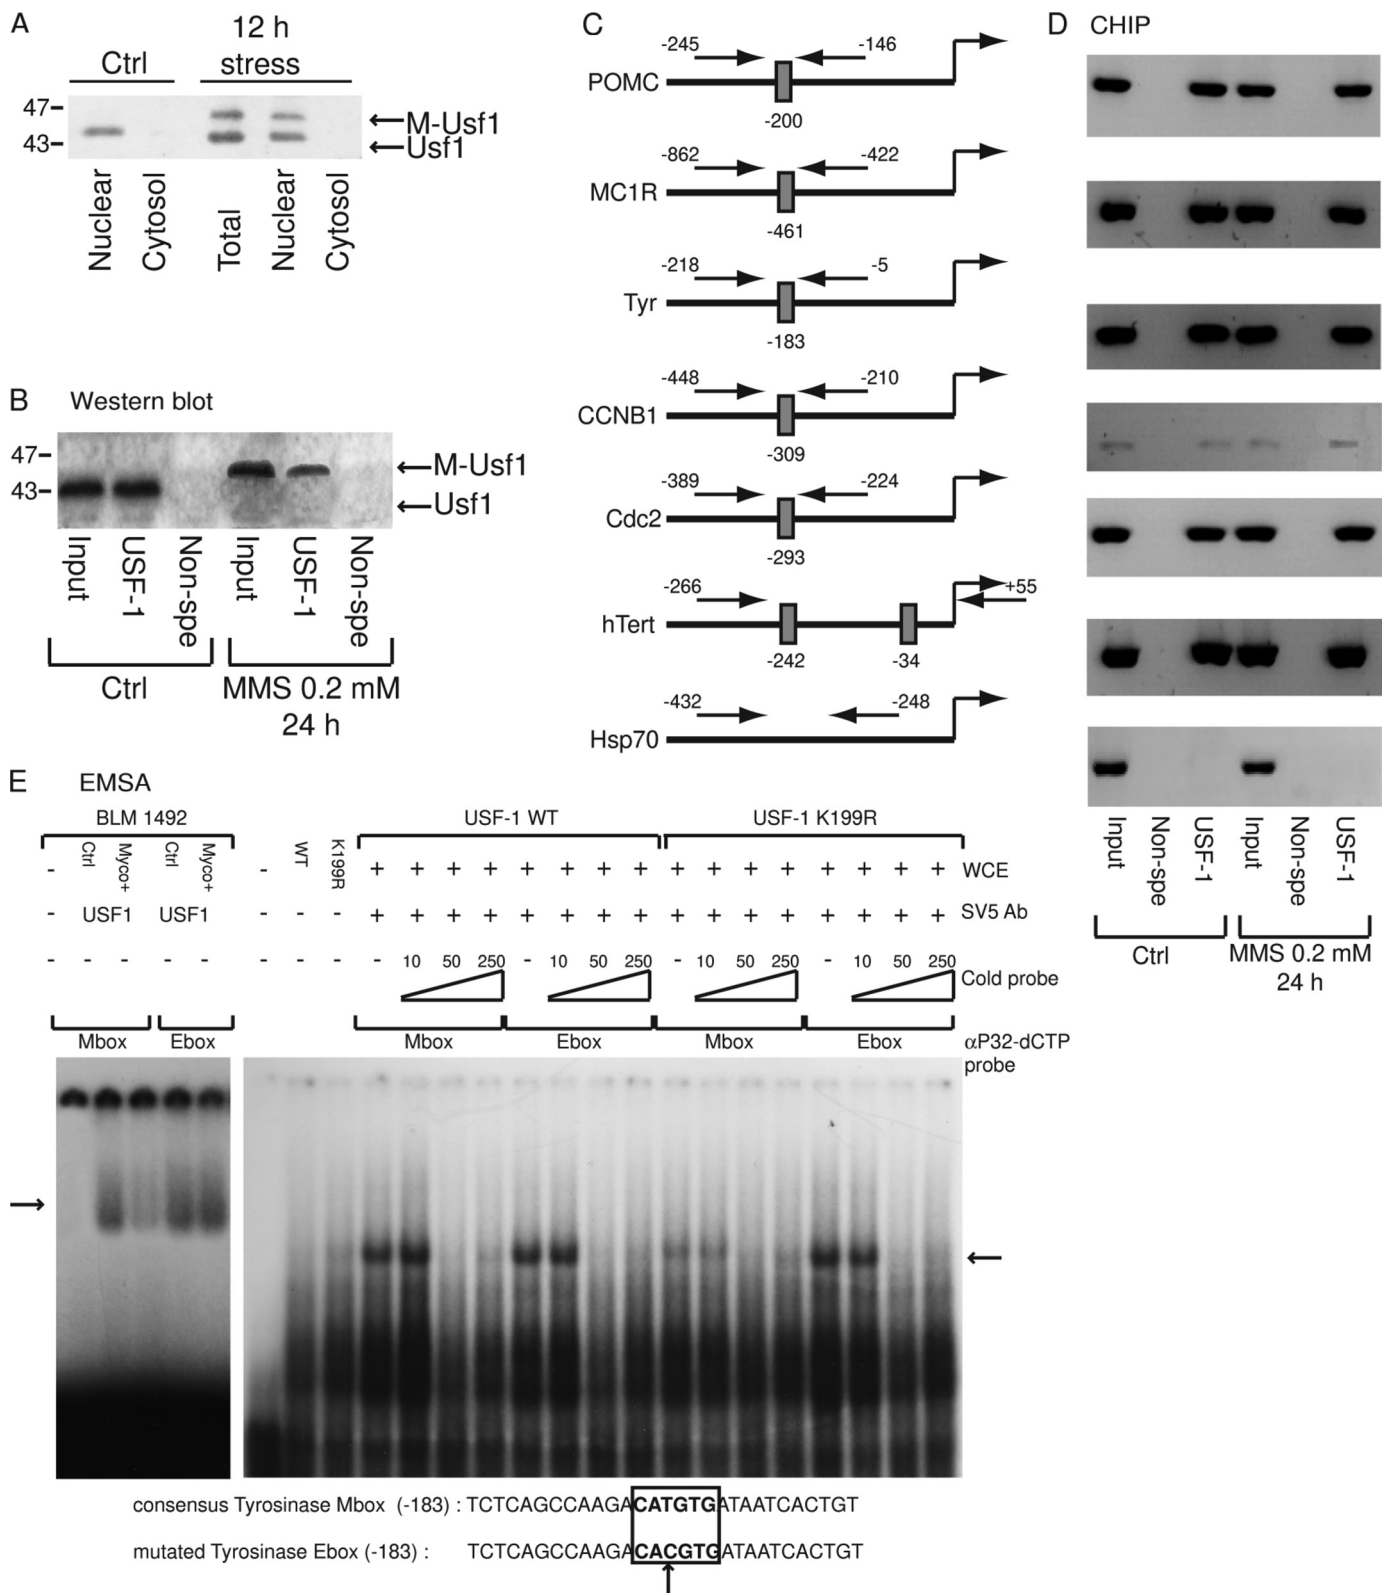 A
12 h
Ctrl
stress
47
43
M-Usf1
Usf1
Nuclear
Cytosol
Total
Nuclear
Cytosol
B Western blot
47
43
M-Usf1
Usf1
Input
USF-1
Non-spe
Input
USF-1
Non-spe
Ctrl
MMS 0.2 mM
24 h
C
-245 -146
POMC
-200
-862 -422
MC1R
-461
-218 -5
Tyr
-183
-448 -210
CCNB1
-309
-389 -224
Cdc2
-293
-266 +55
hTert
-242 -34
-432 -248
Hsp70
D CHIP
Input
Non-spe
USF-1
Input
Non-spe
USF-1
Ctrl
MMS 0.2 mM
24 h
E EMSA
BLM 1492 USF-1 WT USF-1 K199R
- Ctrl Myco+ Ctrl Myco+ - WT K199R + + + + + + + + + + + + + + + + WCE
- USF1 USF1 - - - + + + + + + + + + + + + + + + + SV5 Ab
- - - - - - - - - 10 50 250 - 10 50 250 - 10 50 250 - 10 50 250 Cold probe
Mbox Ebox Mbox Ebox Mbox Ebox αP32-dCTP
probe
consensus Tyrosinase Mbox (-183) : TCTCAGCCAAGACATGTGATAATCACTGT
mutated Tyrosinase Ebox (-183) : TCTCAGCCAAGACACGTGATAATCACTGT